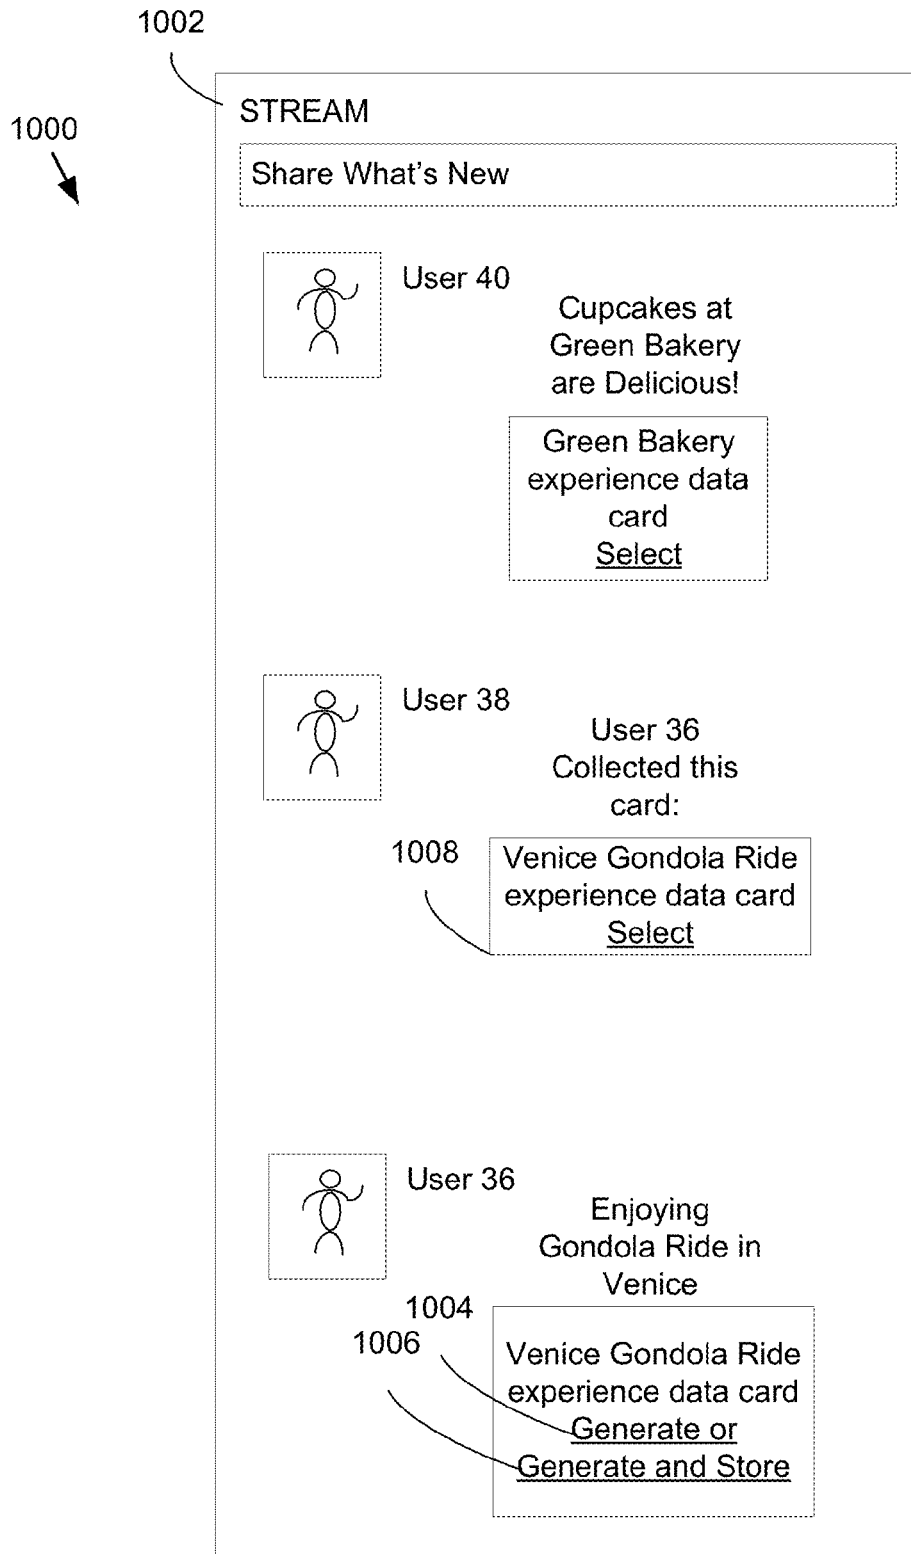 1002
STREAM
1000
Share What's New
User 40
Cupcakes at
Green Bakery
are Delicious!
Green Bakery
experience data
card
Select
User 38
User 36
Collected this
card:
1008
Venice Gondola Ride
experience data card
Select
User 36
Enjoying
Gondola Ride in
Venice
1004
1006
Venice Gondola Ride
experience data card
Generate or
Generate and Store